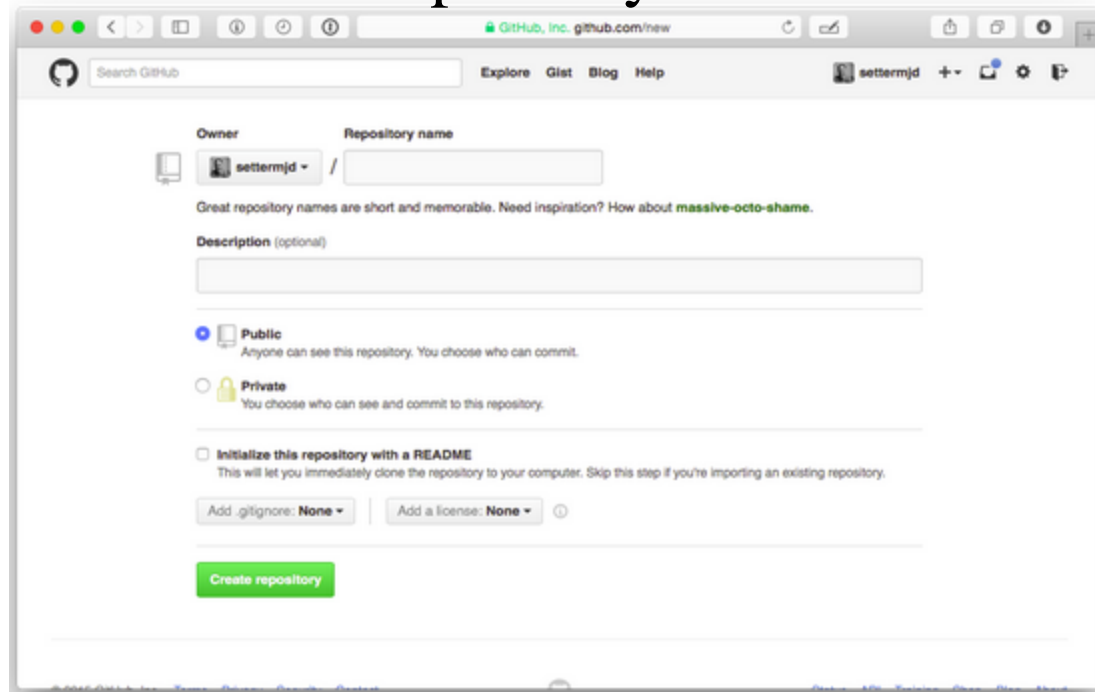 GitHub, Inc. github.com/new
Search GitHub Explore Gist Blog Help settermjd
Owner Repository name
settermjd /
Great repository names are short and memorable. Need inspiration? How about massive-octo-shame.
Description (optional)
Public
Anyone can see this repository. You choose who can commit.
Private
You choose who can see and commit to this repository.
Initialize this repository with a README
This will let you immediately clone the repository to your computer. Skip this step if you're importing an existing repository.
Add .gitignore: None Add a license: None
Create repository